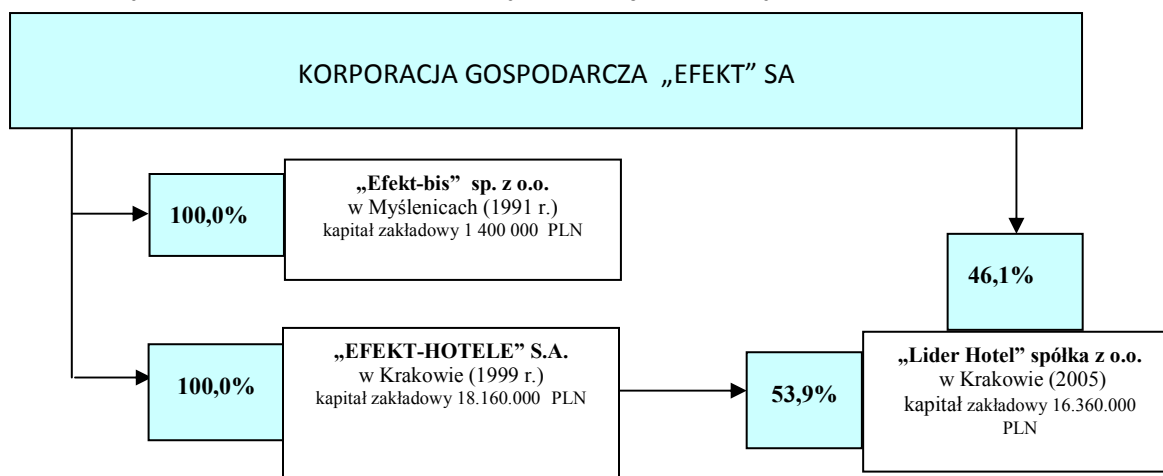 KORPORACJA GOSPODARCZA „EFEKT” SA
100,0%
„Efekt-bis” sp. z o.o.
w Myślenicach (1991 r.)
kapitał zakładowy 1 400 000 PLN
46,1%
100,0%
„EFEKT-HOTELE” S.A.
w Krakowie (1999 r.)
kapitał zakładowy 18.160.000 PLN
53,9%
„Lider Hotel” spółka z o.o.
w Krakowie (2005)
kapitał zakładowy 16.360.000
PLN